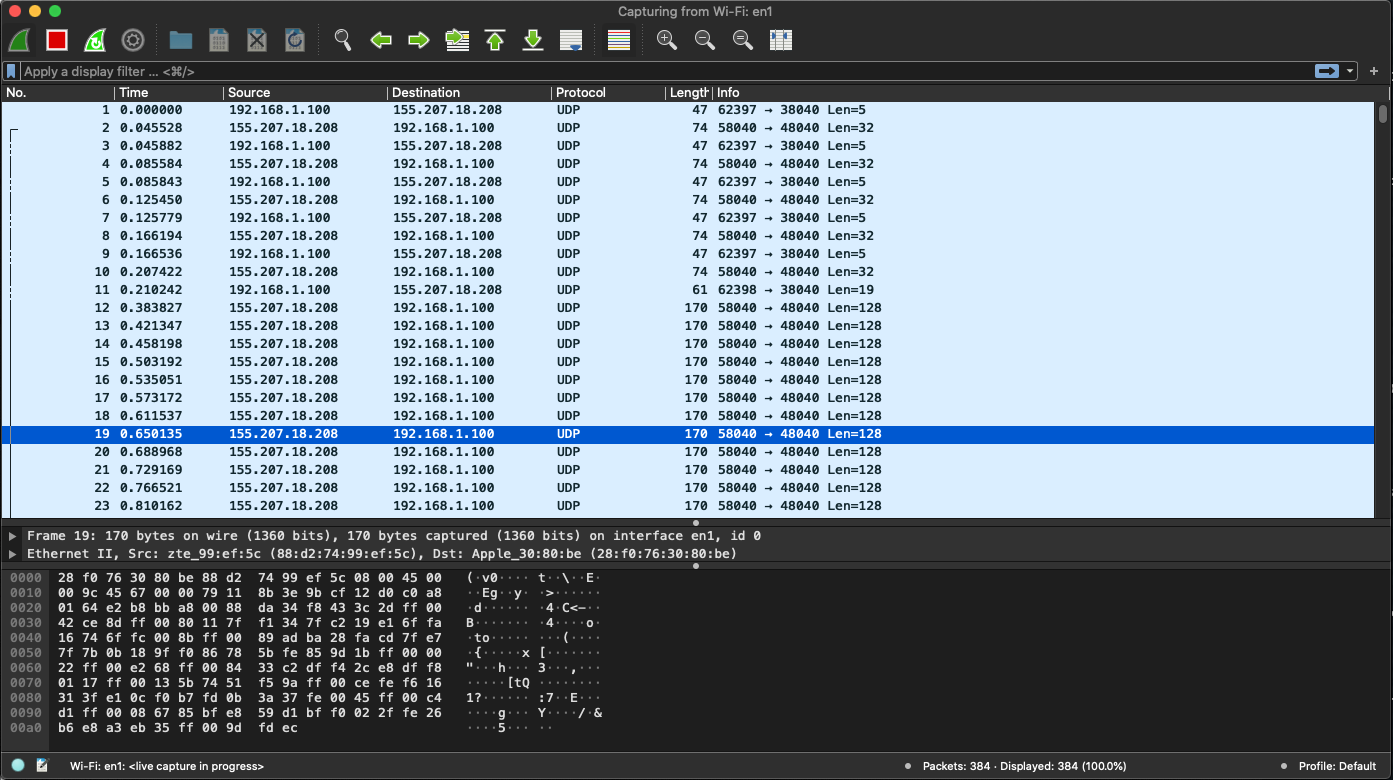 Capturing from Wi-Fi: en1
Apply a display filter ... <⌘/>
No. Time Source Destination Protocol Length Info
1 0.000000 192.168.1.100 155.207.18.208 UDP 47 62397 → 38040 Len=5
2 0.045528 155.207.18.208 192.168.1.100 UDP 74 58040 → 48040 Len=32
3 0.045882 192.168.1.100 155.207.18.208 UDP 47 62397 → 38040 Len=5
4 0.085584 155.207.18.208 192.168.1.100 UDP 74 58040 → 48040 Len=32
5 0.085843 192.168.1.100 155.207.18.208 UDP 47 62397 → 38040 Len=5
6 0.125450 155.207.18.208 192.168.1.100 UDP 74 58040 → 48040 Len=32
7 0.125779 192.168.1.100 155.207.18.208 UDP 47 62397 → 38040 Len=5
8 0.166194 155.207.18.208 192.168.1.100 UDP 74 58040 → 48040 Len=32
9 0.166536 192.168.1.100 155.207.18.208 UDP 47 62397 → 38040 Len=5
10 0.207422 155.207.18.208 192.168.1.100 UDP 74 58040 → 48040 Len=32
11 0.210242 192.168.1.100 155.207.18.208 UDP 61 62398 → 38040 Len=19
12 0.383827 155.207.18.208 192.168.1.100 UDP 170 58040 → 48040 Len=128
13 0.421347 155.207.18.208 192.168.1.100 UDP 170 58040 → 48040 Len=128
14 0.458198 155.207.18.208 192.168.1.100 UDP 170 58040 → 48040 Len=128
15 0.503192 155.207.18.208 192.168.1.100 UDP 170 58040 → 48040 Len=128
16 0.535051 155.207.18.208 192.168.1.100 UDP 170 58040 → 48040 Len=128
17 0.573172 155.207.18.208 192.168.1.100 UDP 170 58040 → 48040 Len=128
18 0.611537 155.207.18.208 192.168.1.100 UDP 170 58040 → 48040 Len=128
19 0.650135 155.207.18.208 192.168.1.100 UDP 170 58040 → 48040 Len=128
20 0.688968 155.207.18.208 192.168.1.100 UDP 170 58040 → 48040 Len=128
21 0.729169 155.207.18.208 192.168.1.100 UDP 170 58040 → 48040 Len=128
22 0.766521 155.207.18.208 192.168.1.100 UDP 170 58040 → 48040 Len=128
23 0.810162 155.207.18.208 192.168.1.100 UDP 170 58040 → 48040 Len=128
Frame 19: 170 bytes on wire (1360 bits), 170 bytes captured (1360 bits) on interface en1, id 0
Ethernet II, Src: zte_99:ef:5c (88:d2:74:99:ef:5c), Dst: Apple_30:80:be (28:f0:76:30:80:be)
0000 28 f0 76 30 80 be 88 d2 74 99 ef 5c 08 00 45 00 (·v0···· t··\··E·
0010 00 9c 45 67 00 00 79 11 8b 3e 9b cf 12 d0 c0 a8 ··Eg··y· ·>······
0020 01 64 e2 b8 bb a8 00 88 da 34 f8 43 3c 2d ff 00 ·d······ ·4·C<-··
0030 42 ce 8d ff 00 80 11 7f f1 34 7f c2 19 e1 6f fa B······· ·4····o·
0040 16 74 6f fc 00 8b ff 00 89 ad ba 28 fa cd 7f e7 ·to····· ···(····
0050 7f 7b 0b 18 9f f0 86 78 5b fe 85 9d 1b ff 00 00 ·{·····x [·······
0060 22 ff 00 e2 68 ff 00 84 33 c2 df f4 2c e8 df f8 "···h··· 3···,···
0070 01 17 ff 00 13 5b 74 51 f5 9a ff 00 ce fe f6 16 ·····[tQ ········
0080 31 3f e1 0c f0 b7 fd 0b 3a 37 fe 00 45 ff 00 c4 1?······ :7··E···
0090 d1 ff 00 08 67 85 bf e8 59 d1 bf f0 02 2f fe 26 ····g··· Y····/·&
00a0 b6 e8 a3 eb 35 ff 00 9d fd ec ····5··· ··
Wi-Fi: en1: <live capture in progress> Packets: 384 · Displayed: 384 (100.0%) Profile: Default